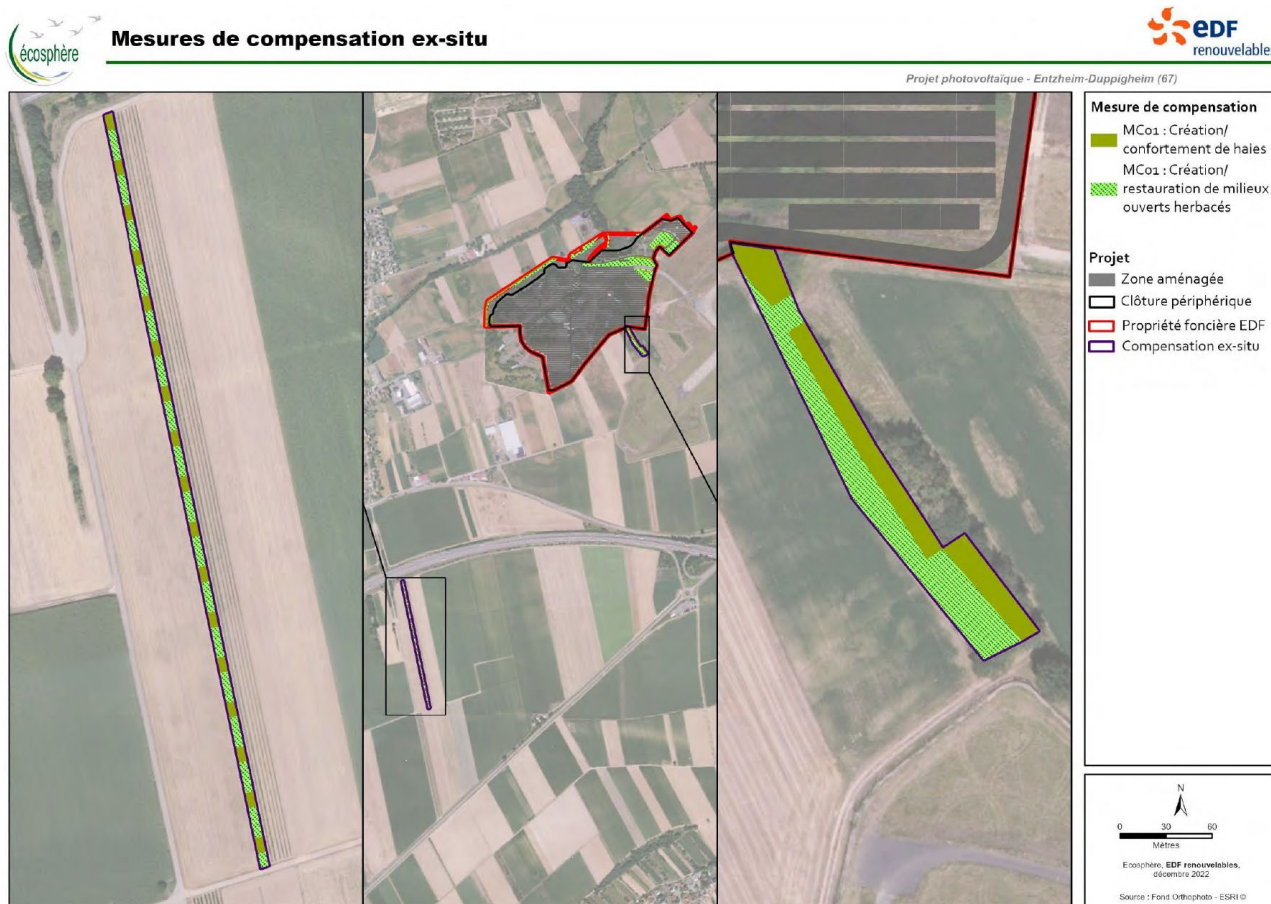 écosphère
Mesures de compensation ex-situ
eDF
renouvelables
Projet photovoltaïque - Entzheim-Duppigheim (67)
Mesure de compensation
MC01 : Création/
confortement de haies
MC01 : Création/
restauration de milieux
ouverts herbacés
Projet
Zone aménagée
Clôture périphérique
Propriété foncière EDF
Compensation ex-situ
N
0 30 60
Mètres
Ecosphère, EDF renouvelables,
décembre 2022
Source : Fond Orthophoto - ESRI ©